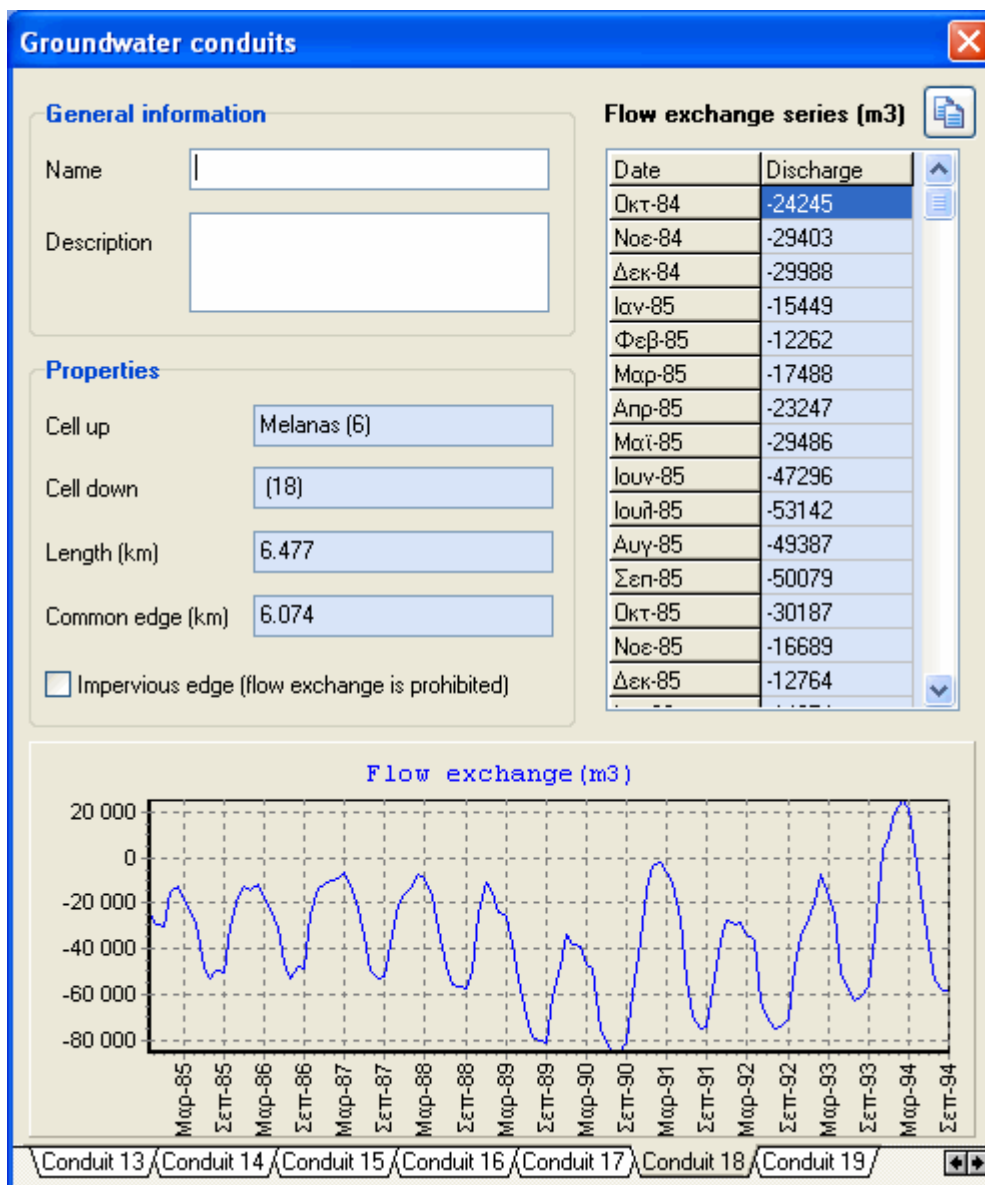 Groundwater conduits
General information
Name
Description
Properties
Cell up Melanas (6)
Cell down (18)
Length (km) 6.477
Common edge (km) 6.074
Impervious edge (flow exchange is prohibited)
Flow exchange series (m3)
Date Discharge
Οκτ-84 -24245
Νοε-84 -29403
Δεκ-84 -29988
Ιαν-85 -15449
Φεβ-85 -12262
Μαρ-85 -17488
Απρ-85 -23247
Μαϊ-85 -29486
Ιουν-85 -47296
Ιουλ-85 -53142
Αυγ-85 -49387
Σεπ-85 -50079
Οκτ-85 -30187
Νοε-85 -16689
Δεκ-85 -12764
Flow exchange (m3)
20 000
0
-20 000
-40 000
-60 000
-80 000
Μαρ-85 Σεπ-85 Μαρ-86 Σεπ-86 Μαρ-87 Σεπ-87 Μαρ-88 Σεπ-88 Μαρ-89 Σεπ-89 Μαρ-90 Σεπ-90 Μαρ-91 Σεπ-91 Μαρ-92 Σεπ-92 Μαρ-93 Σεπ-93 Μαρ-94 Σεπ-94
Conduit 13 Conduit 14 Conduit 15 Conduit 16 Conduit 17 Conduit 18 Conduit 19